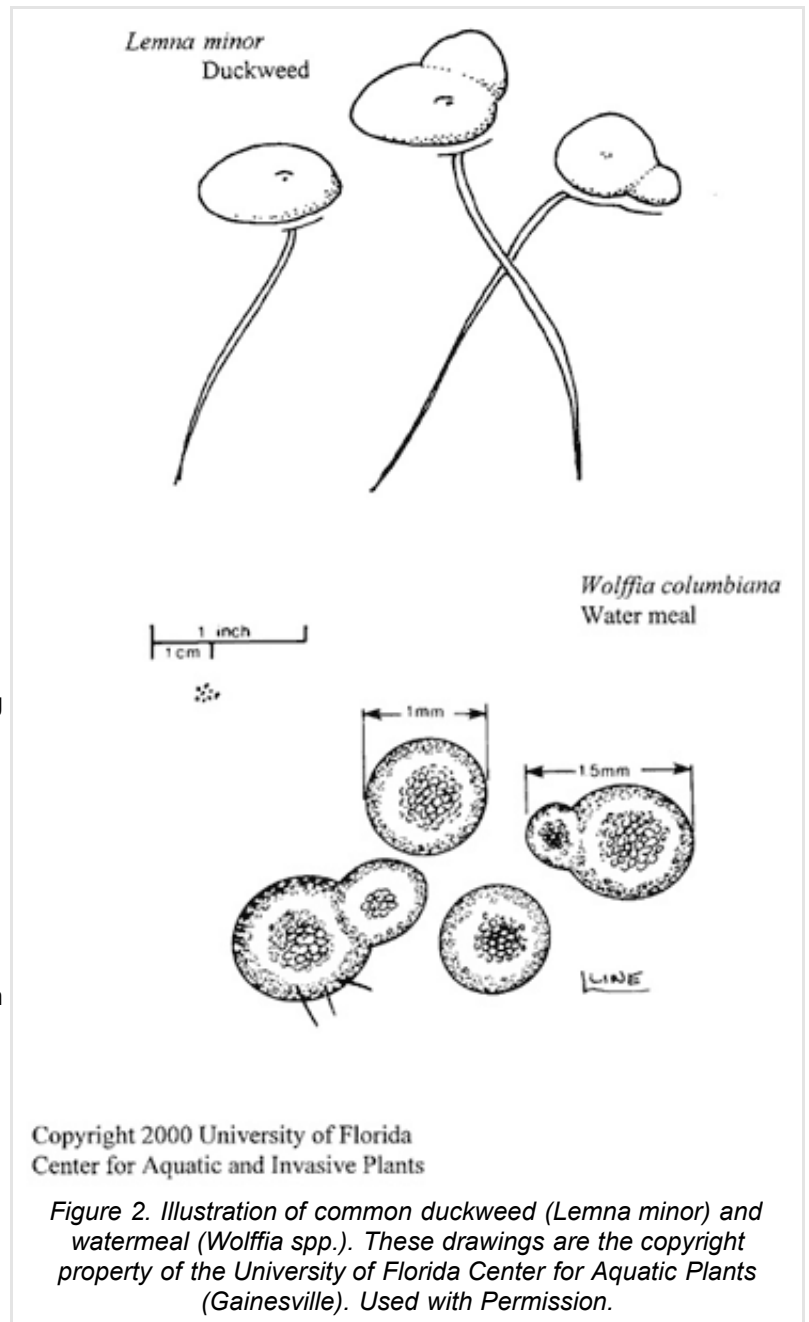 Lemna minor
Duckweed
Wolffia columbiana
Water meal
1 inch
1 cm
1mm
1.5mm
LINE
Copyright 2000 University of Florida
Center for Aquatic and Invasive Plants
Figure 2. Illustration of common duckweed (Lemna minor) and
watermeal (Wolffia spp.). These drawings are the copyright
property of the University of Florida Center for Aquatic Plants
(Gainesville). Used with Permission.